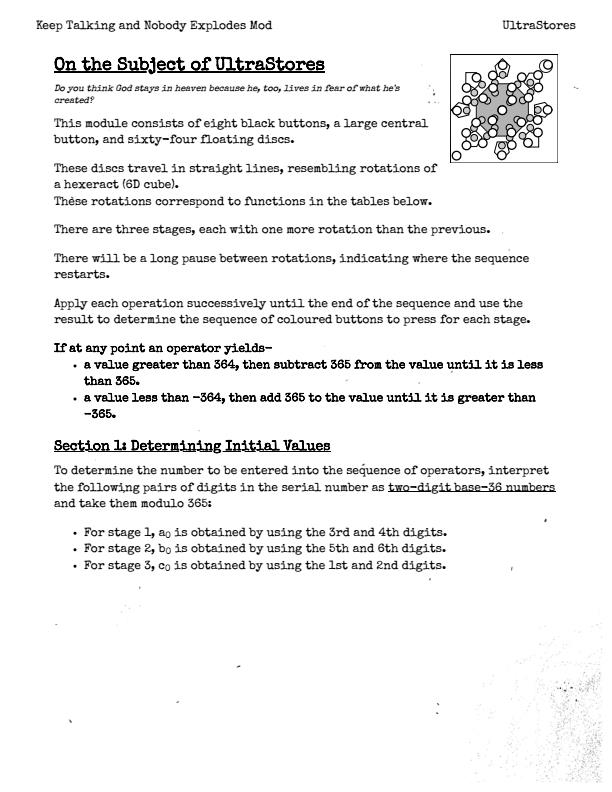 Keep Talking and Nobody Explodes Mod
UltraStores
On the Subject of UltraStores
Do you think God stays in heaven because he, too, lives in fear of what he's
created?
This module consists of eight black buttons, a large central
button, and sixty-four floating discs.
These discs travel in straight lines, resembling rotations of
a hexeract (6D cube).
These rotations correspond to functions in the tables below.
There are three stages, each with one more rotation than the previous.
There will be a long pause between rotations, indicating where the sequence
restarts.
Apply each operation successively until the end of the sequence and use the
result to determine the sequence of coloured buttons to press for each stage.
If at any point an operator yields–
• a value greater than 364, then subtract 365 from the value until it is less
than 365.
• a value less than −364, then add 365 to the value until it is greater than
−365.
Section 1: Determining Initial Values
To determine the number to be entered into the sequence of operators, interpret
the following pairs of digits in the serial number as two-digit base-36 numbers
and take them modulo 365:
• For stage 1, a₀ is obtained by using the 3rd and 4th digits.
• For stage 2, b₀ is obtained by using the 5th and 6th digits.
• For stage 3, c₀ is obtained by using the 1st and 2nd digits.